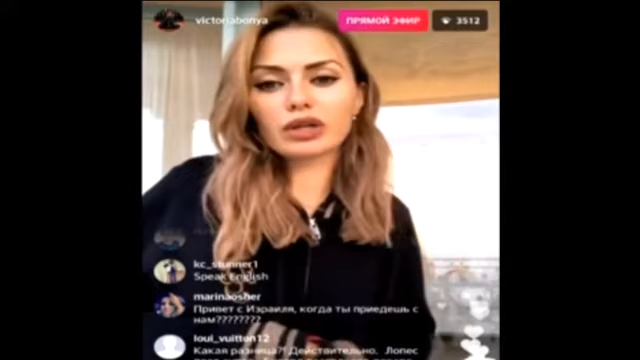 victoriabonya
ПРЯМОЙ ЭФИР
3512
kc_stunner1
Speak English
marinaosher
Привет с Израиля, когда ты приедешь с
нам????????
loui_vuitton12
Какая разница?! Действительно. Лопес